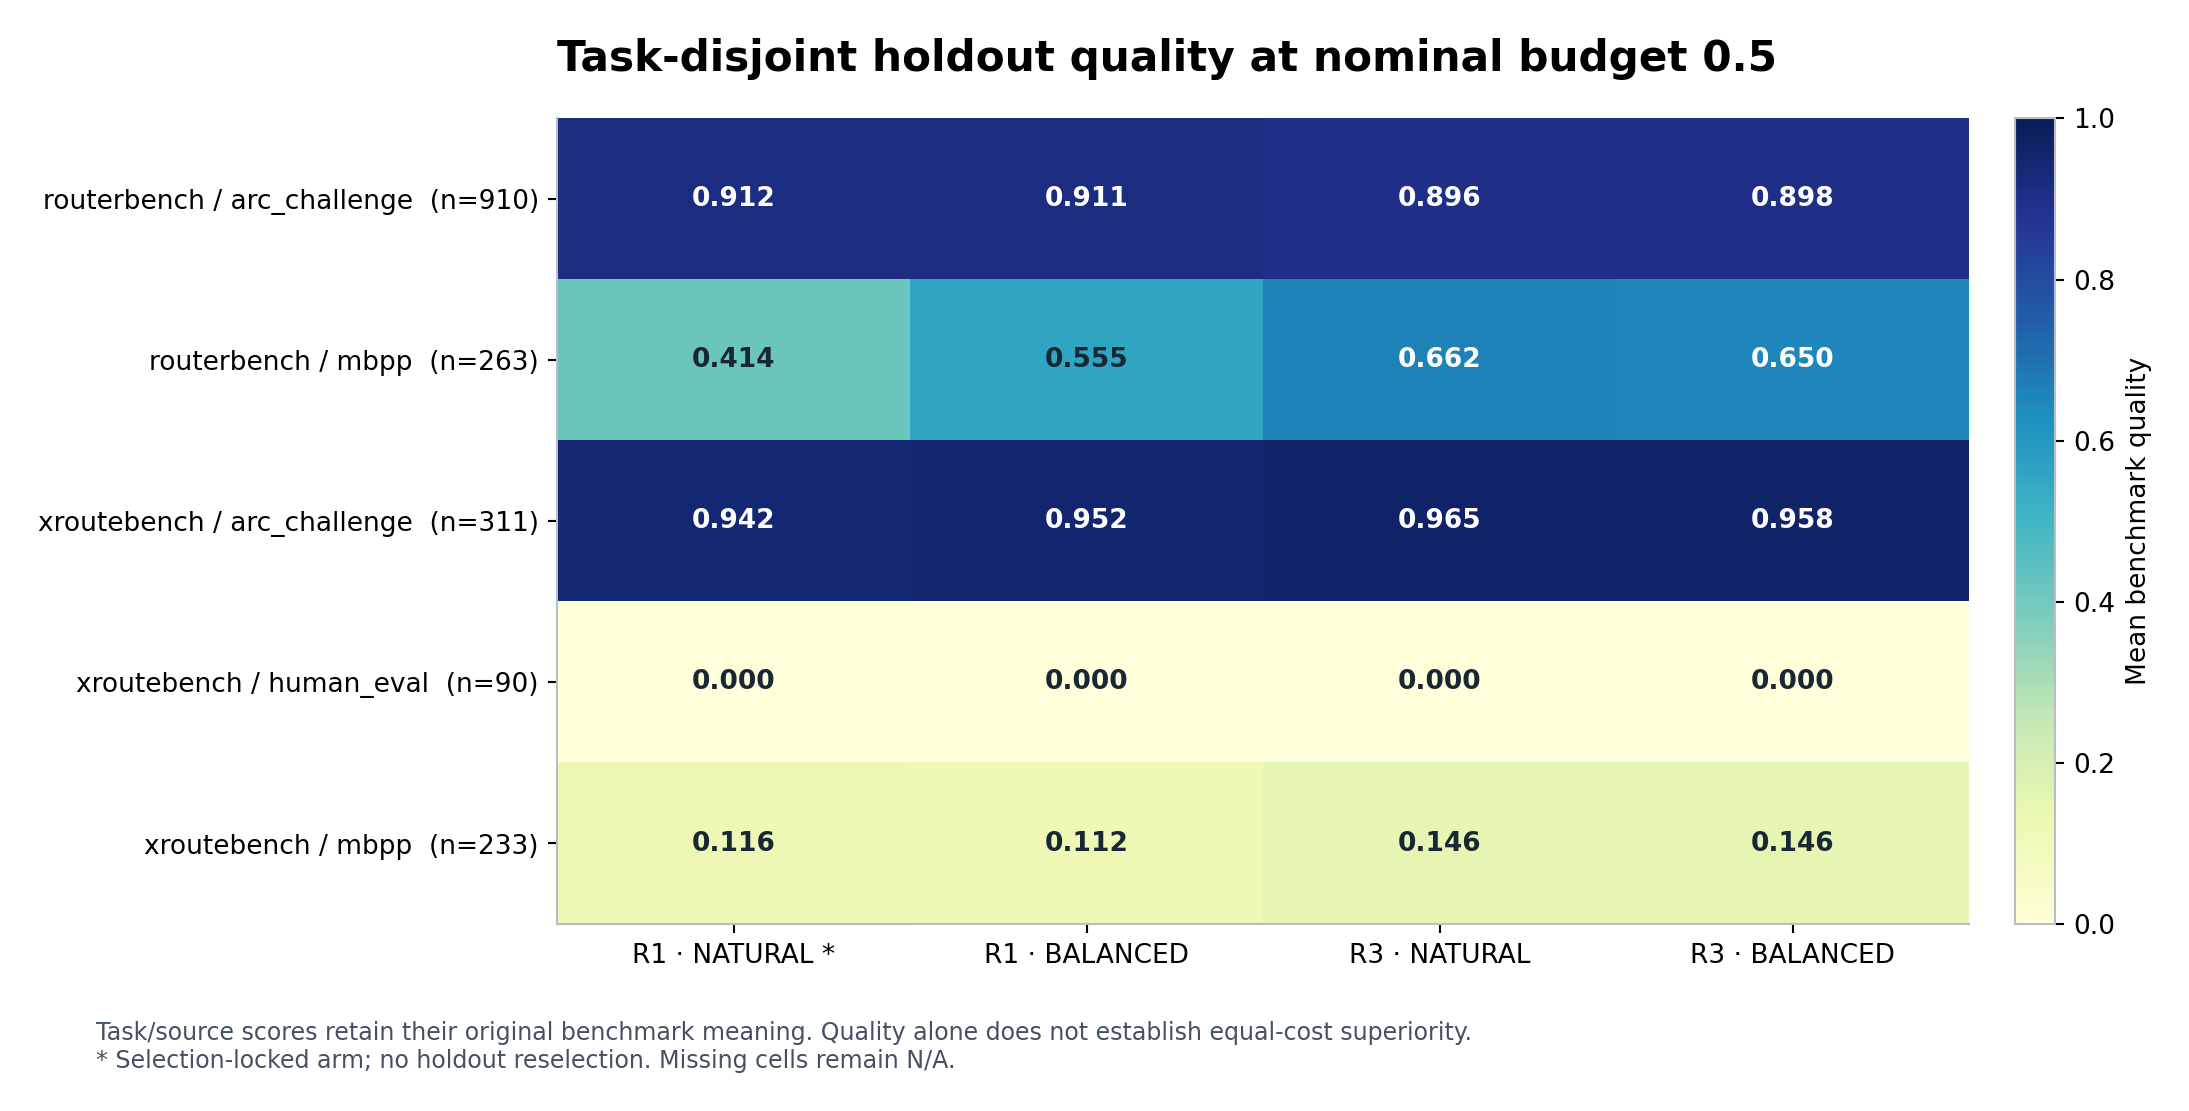 Task-disjoint holdout quality at nominal budget 0.5
routerbench / arc_challenge (n=910) 0.912 0.911 0.896 0.898
routerbench / mbpp (n=263) 0.414 0.555 0.662 0.650
xroutebench / arc_challenge (n=311) 0.942 0.952 0.965 0.958
xroutebench / human_eval (n=90) 0.000 0.000 0.000 0.000
xroutebench / mbpp (n=233) 0.116 0.112 0.146 0.146
R1 · NATURAL * R1 · BALANCED R3 · NATURAL R3 · BALANCED
1.0
0.8
0.6
0.4
0.2
0.0
Mean benchmark quality
Task/source scores retain their original benchmark meaning. Quality alone does not establish equal-cost superiority.
* Selection-locked arm; no holdout reselection. Missing cells remain N/A.